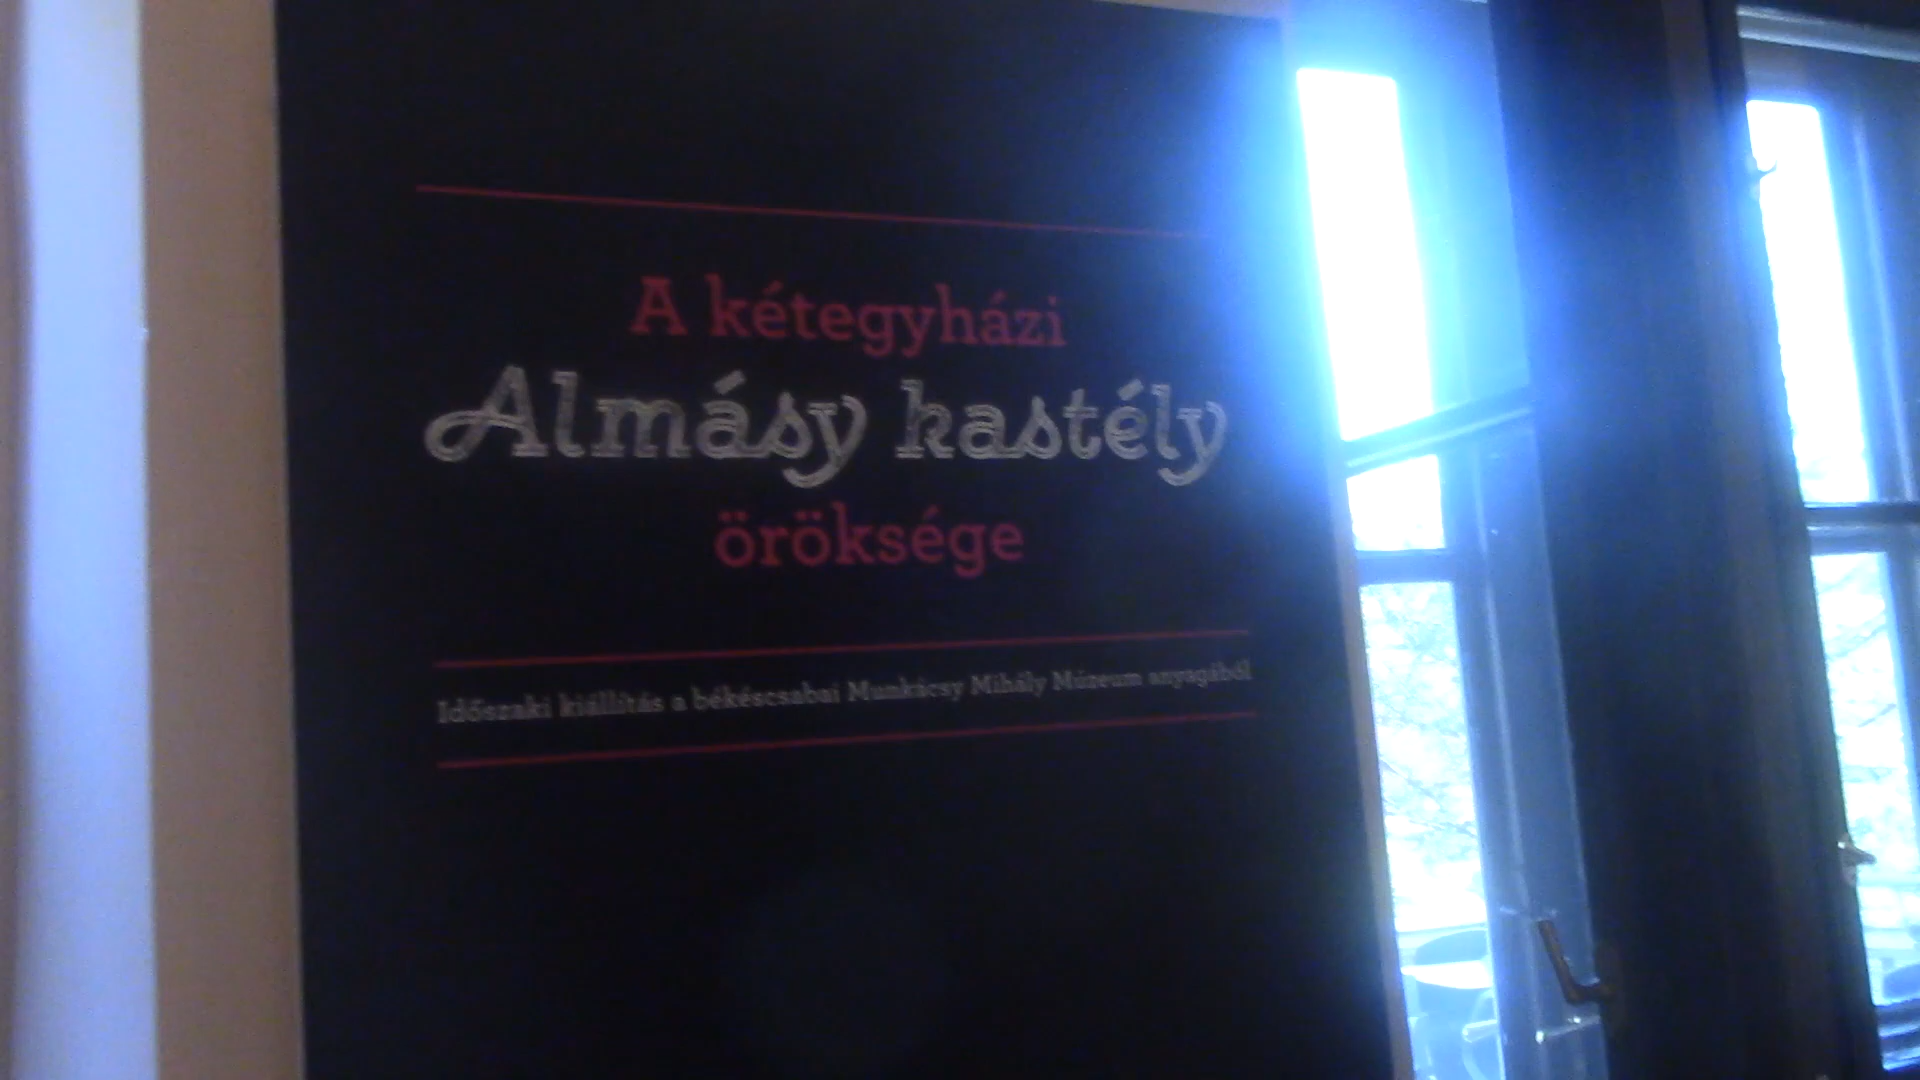 A kétegyházi
Almásy kastély
öröksége
Időszaki kiállítás a békéscsabai Munkácsy Mihály Múzeum anyagából